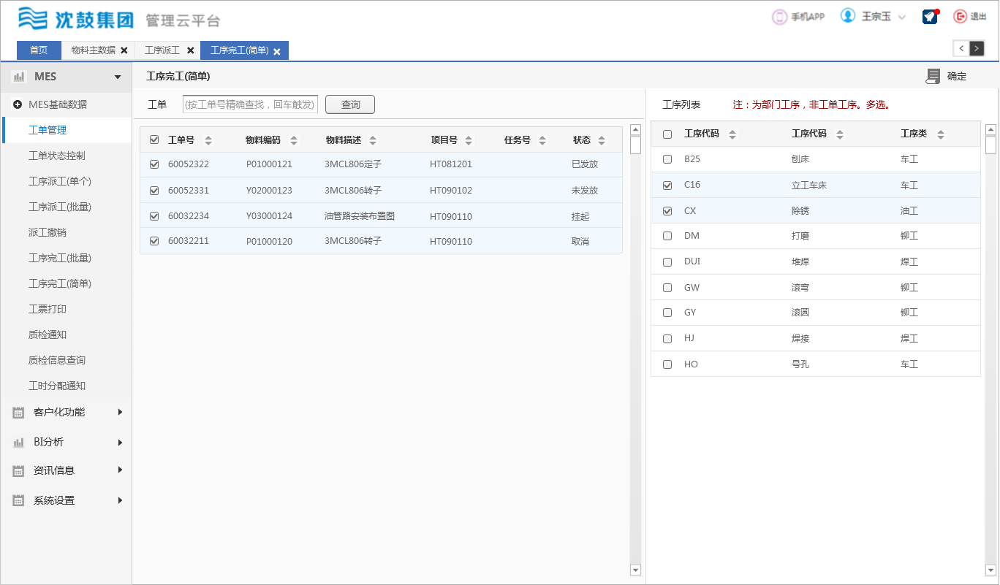 沈鼓集团 管理云平台 手机APP 王宗玉 退出
首页 物料主数据 工序派工 工序完工(简单)
MES
工序完工(简单)
确定
MES基础数据
工单管理
工单状态控制
工序派工(单个)
工序派工(批量)
派工撤销
工序完工(批量)
工序完工(简单)
工票打印
质检通知
质检信息查询
工时分配通知
客户化功能
BI分析
资讯信息
系统设置
工单 (按工单号精确查找，回车触发) 查询
工单号 物料编码 物料描述 项目号 任务号 状态
60052322 P01000121 3MCL806定子 HT081201 已发放
60052331 Y02000123 3MCL806转子 HT090102 未发放
60032234 Y03000124 油管路安装布置图 HT090110 挂起
60032211 P01000120 3MCL806转子 HT090110 取消
工序列表 注：为部门工序，非工单工序。多选。
工序代码 工序代码 工序类
B25 刨床 车工
C16 立工车床 车工
CX 除锈 油工
DM 打磨 铆工
DUI 堆焊 焊工
GW 滚弯 铆工
GY 滚圆 铆工
HJ 焊接 焊工
HO 号孔 车工